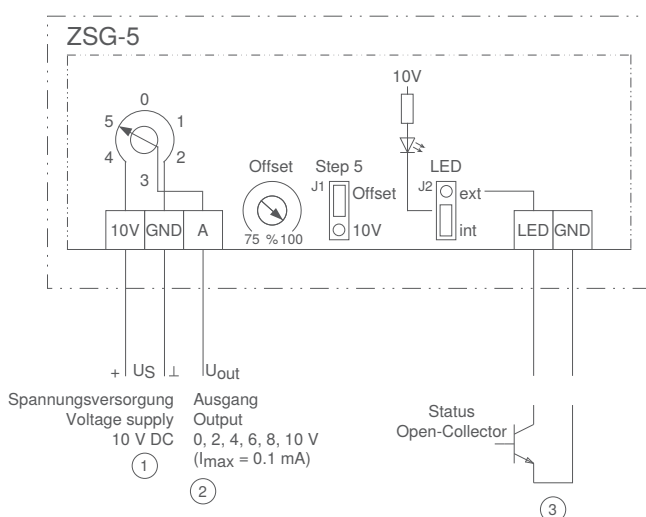 ZSG-5
10V
0
5 1
4 2
3
Offset Step 5 LED
J1 Offset J2 ext
75 % 100 10V int
10V GND A LED GND
+ US ⊥ Uout
Spannungsversorgung Ausgang
Voltage supply Output
10 V DC 0, 2, 4, 6, 8, 10 V
(Imax = 0.1 mA)
1
2
Status
Open-Collector
3